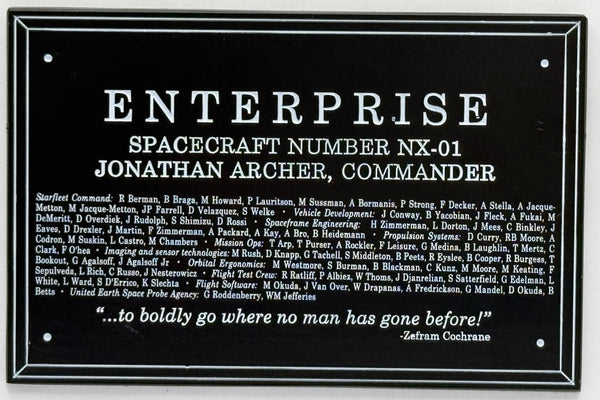 ENTERPRISE
SPACECRAFT NUMBER NX-01
JONATHAN ARCHER, COMMANDER
Starfleet Command: R Berman, B Braga, M Howard, P Lauritson, M Sussman, A Bormanis, P Strong, F Decker, A Stella, A Jacque-
Metton, M Jacque-Metton, JP Farrell, D Velazquez, S Welke • Vehicle Development: J Conway, B Yacobian, J Fleck, A Fukai, M
DeMeritt, D Overdiek, J Rudolph, S Shimizu, D Rossi • Spaceframe Engineering: H Zimmerman, L Dorton, J Mees, C Binkley, J
Eaves, D Drexler, J Martin, F Zimmerman, A Packard, A Kay, A Bro, B Heidemann • Propulsion Systems: D Curry, RB Moore, A
Codron, M Suskin, L Castro, M Chambers • Mission Ops: T Arp, T Purser, A Rockler, F Leisure, G Medina, B Laughlin, T Mertz, C
Clark, F O'hea • Imaging and sensor technologies: M Rush, D Knapp, G Tachell, S Middleton, B Peets, R Eyslee, B Cooper, R Burgess, T
Bookout, G Agalsoff, J Agalsoff Jr • Orbital Ergonomics: M Westmore, S Burman, B Blackman, C Kunz, M Moore, M Keating, F
Sepulveda, L Rich, C Russo, J Nesterowicz • Flight Test Crew: R Ratliff, P Albiez, W Thoms, J Djanrelian, S Satterfield, G Edelman, L
White, L Ward, S D'Errico, K Slechta • Flight Software: M Okuda, J Van Over, W Drapanas, A Fredrickson, G Mandel, D Okuda, B
Betts • United Earth Space Probe Agency: G Roddenberry, WM Jefferies
“...to boldly go where no man has gone before!”
-Zefram Cochrane